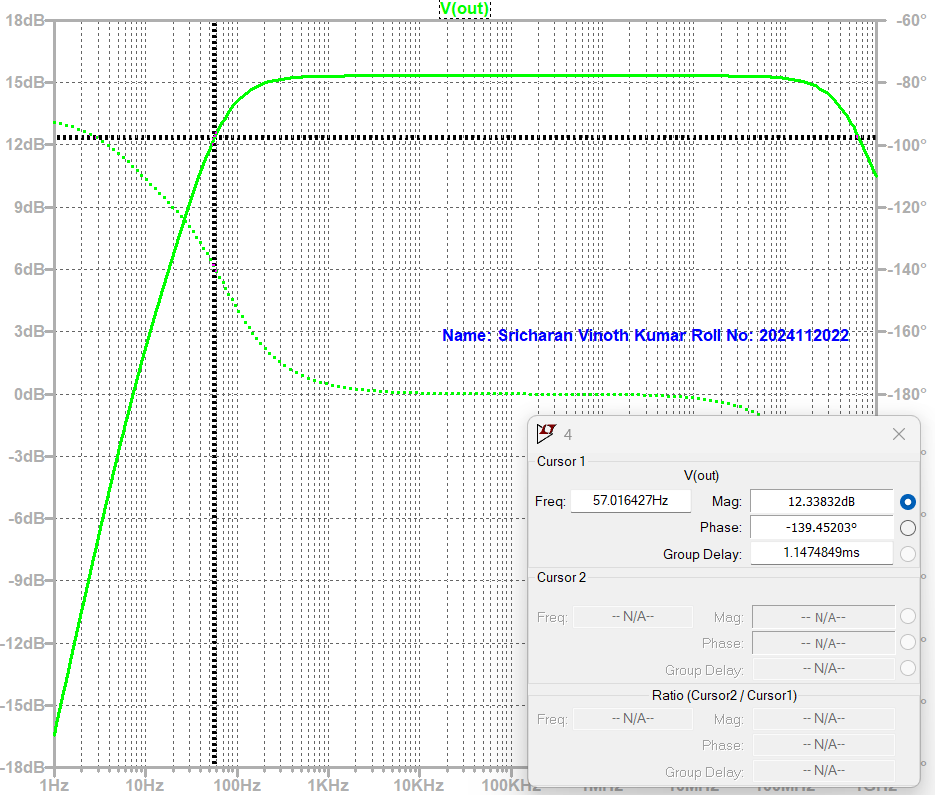 V(out)
18dB
15dB
12dB
9dB
6dB
3dB
0dB
-3dB
-6dB
-9dB
-12dB
-15dB
-18dB
-60°
-80°
-100°
-120°
-140°
-160°
-180°
Name: Sricharan Vinoth Kumar Roll No: 2024112022
4
Cursor 1
V(out)
Freq: 57.016427Hz Mag: 12.33832dB
Phase: -139.45203°
Group Delay: 1.1474849ms
Cursor 2
Freq: -- N/A-- Mag: -- N/A--
Phase: -- N/A--
Group Delay: -- N/A--
Ratio (Cursor2 / Cursor1)
Freq: -- N/A-- Mag: -- N/A--
Phase: -- N/A--
Group Delay: -- N/A--
1Hz 10Hz 100Hz 1KHz 10KHz 100KHz 1MHz 10MHz 100MHz 1GHz